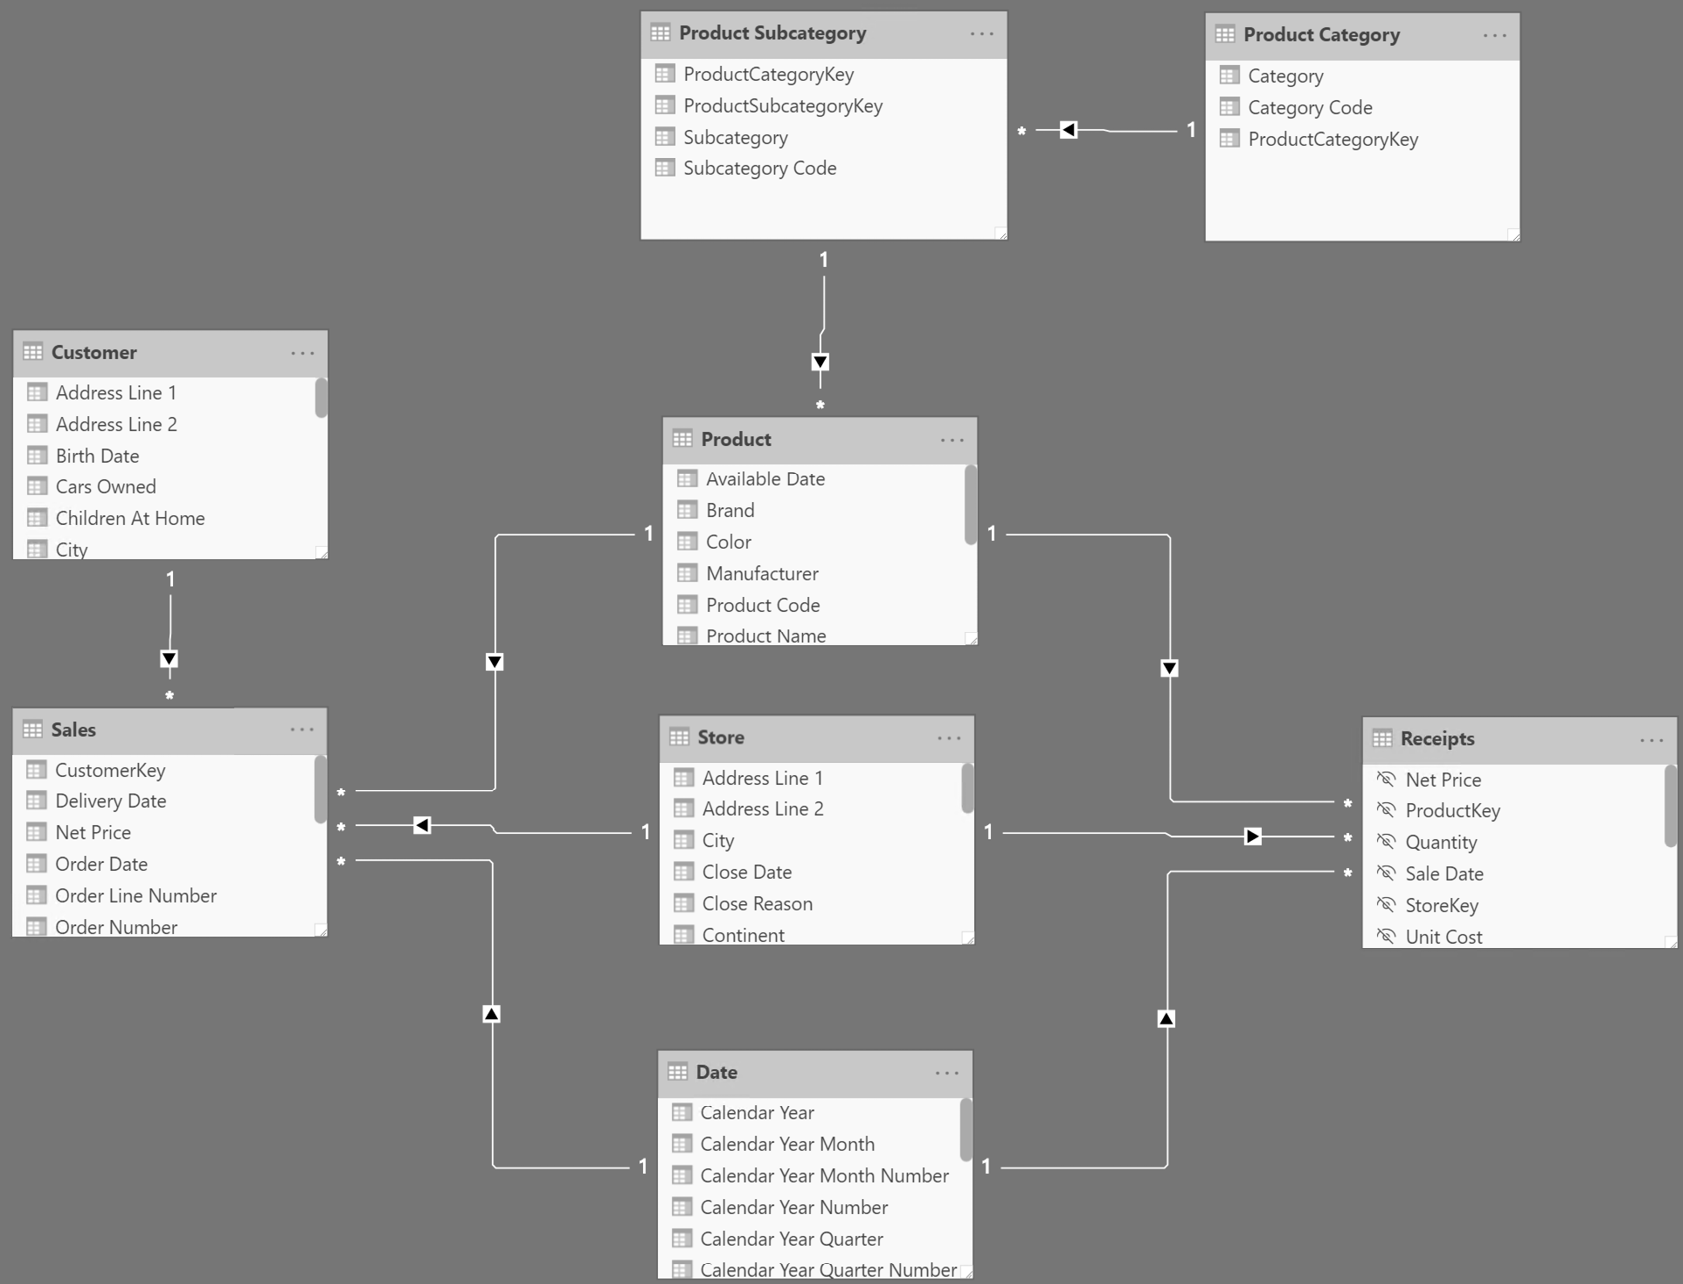 Product Subcategory
ProductCategoryKey
ProductSubcategoryKey
Subcategory
Subcategory Code
Product Category
Category
Category Code
ProductCategoryKey
* 1
1
*
Customer
Address Line 1
Address Line 2
Birth Date
Cars Owned
Children At Home
City
1
*
Product
Available Date
Brand
Color
Manufacturer
Product Code
Product Name
1 1
Sales
CustomerKey
Delivery Date
Net Price
Order Date
Order Line Number
Order Number
*
*
*
Store
Address Line 1
Address Line 2
City
Close Date
Close Reason
Continent
1 1
Receipts
Net Price
ProductKey
Quantity
Sale Date
StoreKey
Unit Cost
*
*
*
Date
Calendar Year
Calendar Year Month
Calendar Year Month Number
Calendar Year Number
Calendar Year Quarter
Calendar Year Quarter Number
1 1